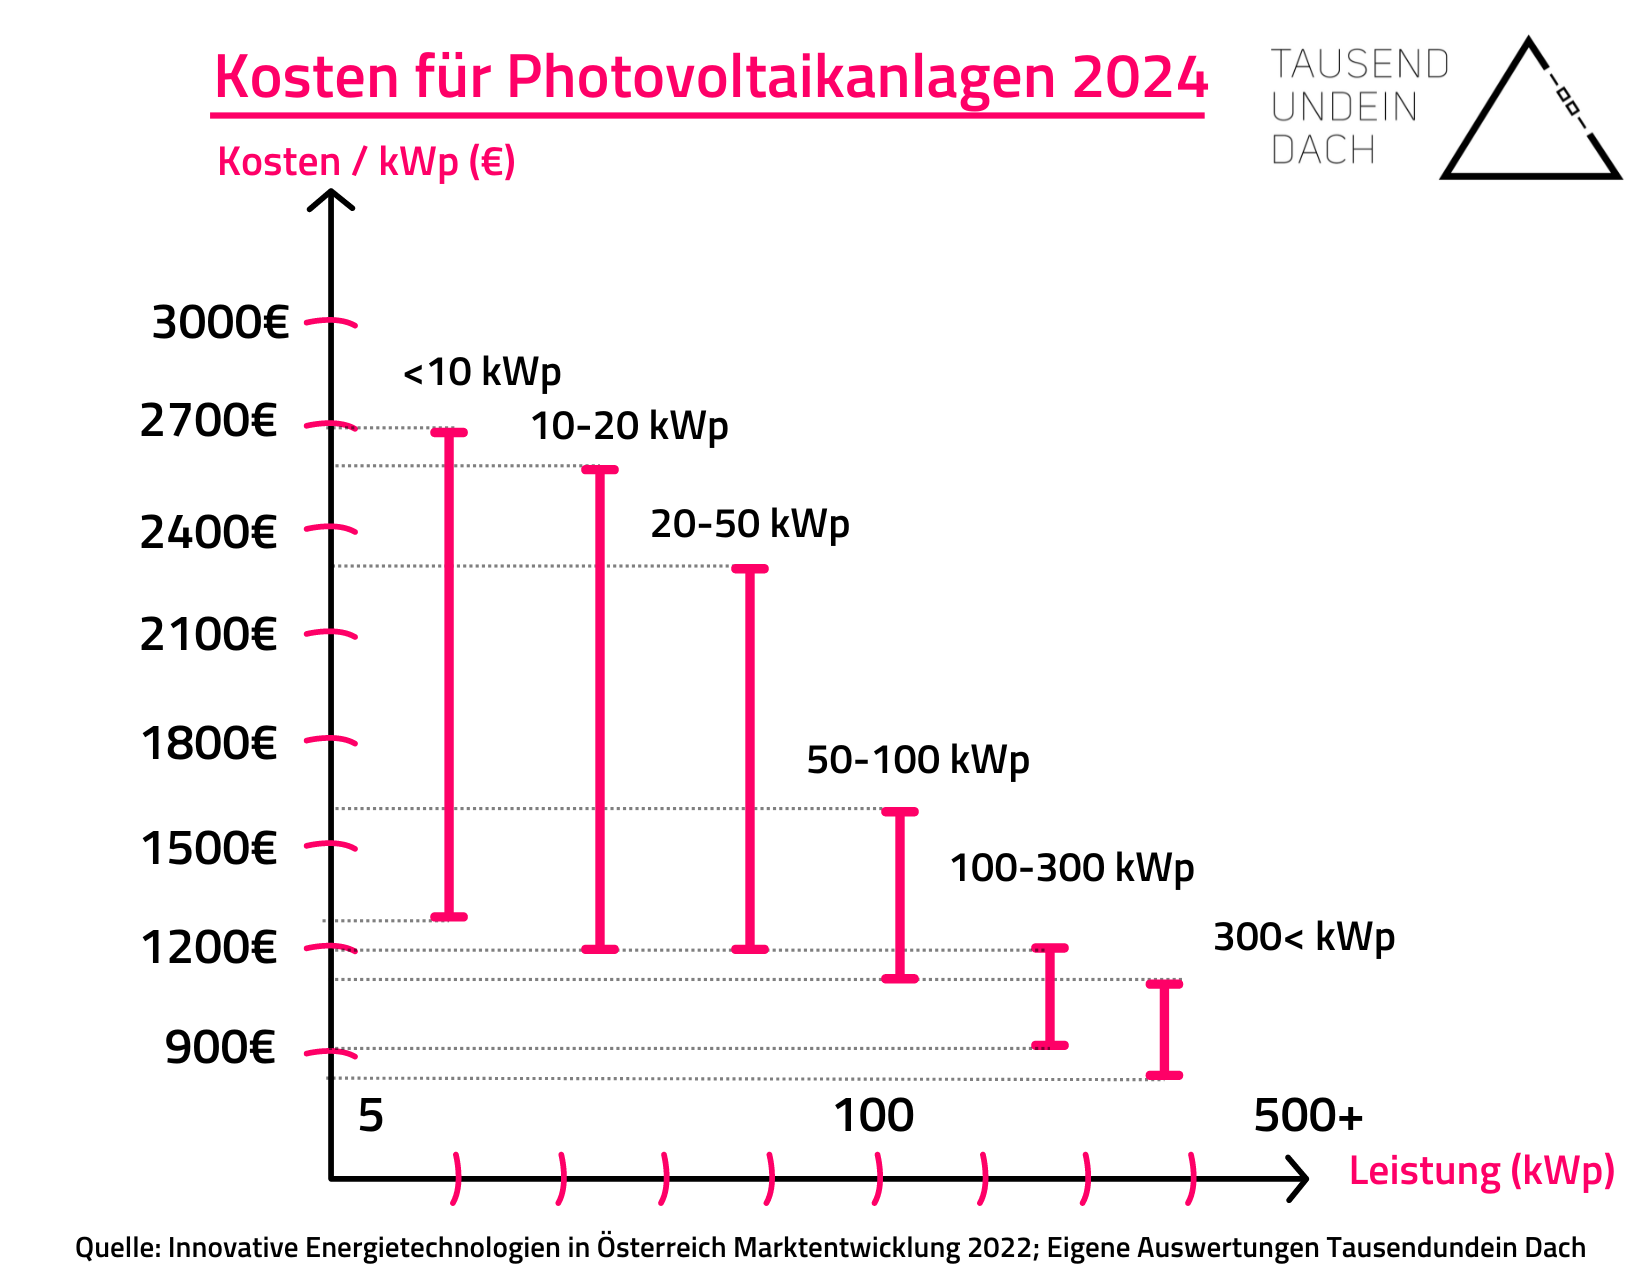 Kosten für Photovoltaikanlagen 2024
TAUSEND
UNDEIN
DACH
Kosten / kWp (€)
3000€
<10 kWp
2700€
10-20 kWp
2400€
20-50 kWp
2100€
1800€
50-100 kWp
1500€
100-300 kWp
1200€
300< kWp
900€
5
100
500+
Leistung (kWp)
Quelle: Innovative Energietechnologien in Österreich Marktentwicklung 2022; Eigene Auswertungen Tausendundein Dach